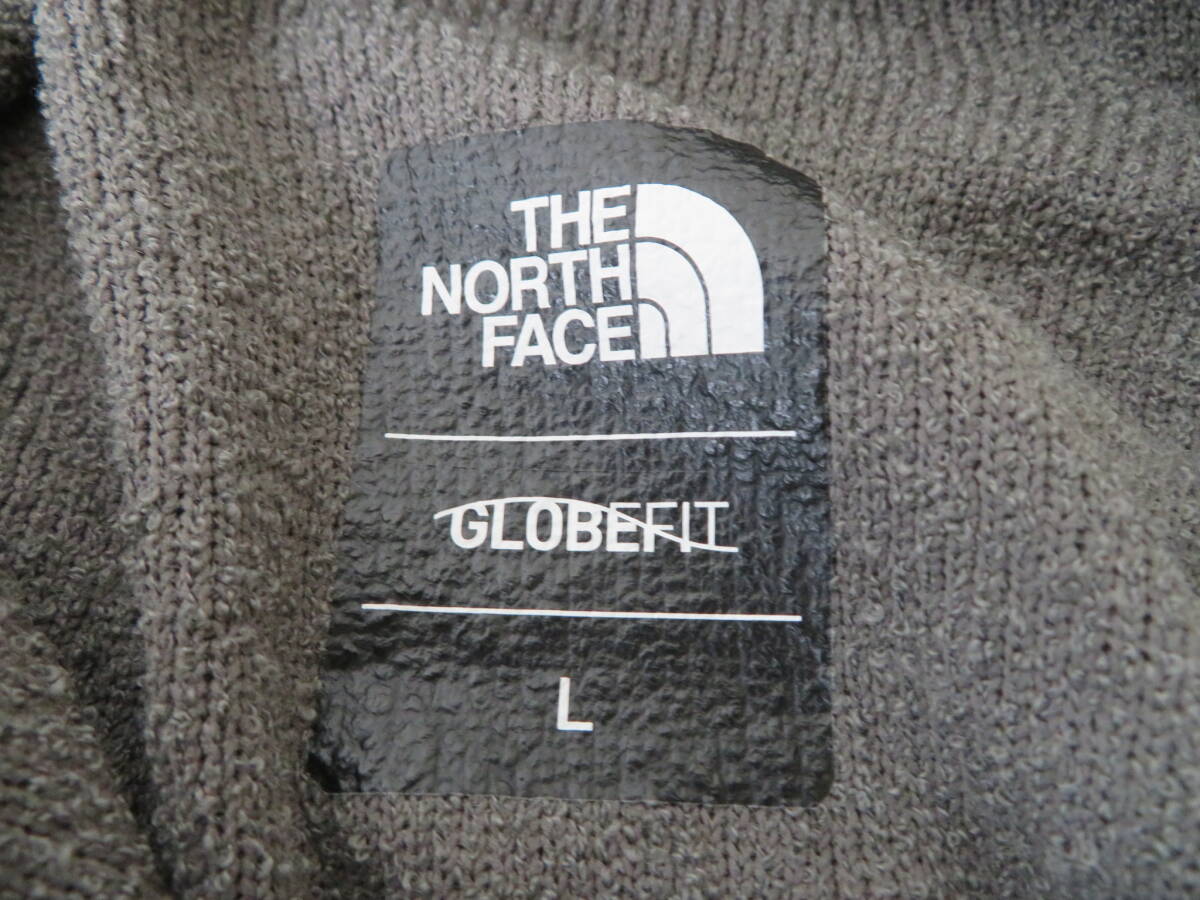 THE
NORTH
FACE
GLOBEFIT
L